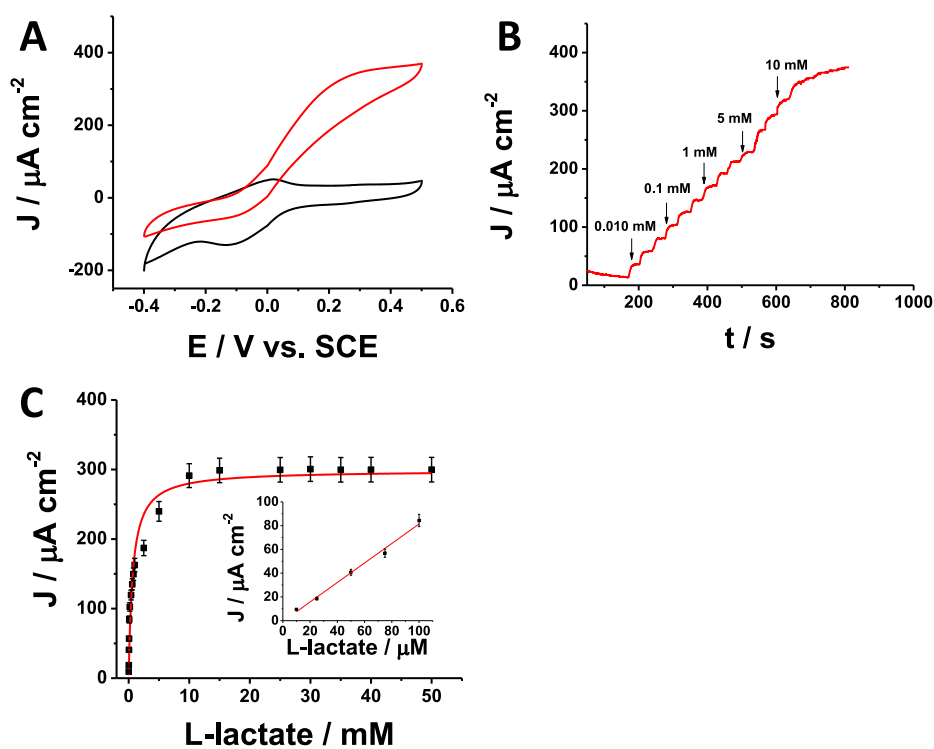 A
400
200
0
-200
J / μA cm-2
-0.4 -0.2 0.0 0.2 0.4 0.6
E / V vs. SCE
B
400
300
200
100
0
J / μA cm-2
0.010 mM
0.1 mM
1 mM
5 mM
10 mM
200 400 600 800 1000
t / s
C
400
300
200
100
0
J / μA cm-2
0 10 20 30 40 50
L-lactate / mM
100
80
60
40
20
0
J / μA cm-2
0 20 40 60 80 100
L-lactate / μM